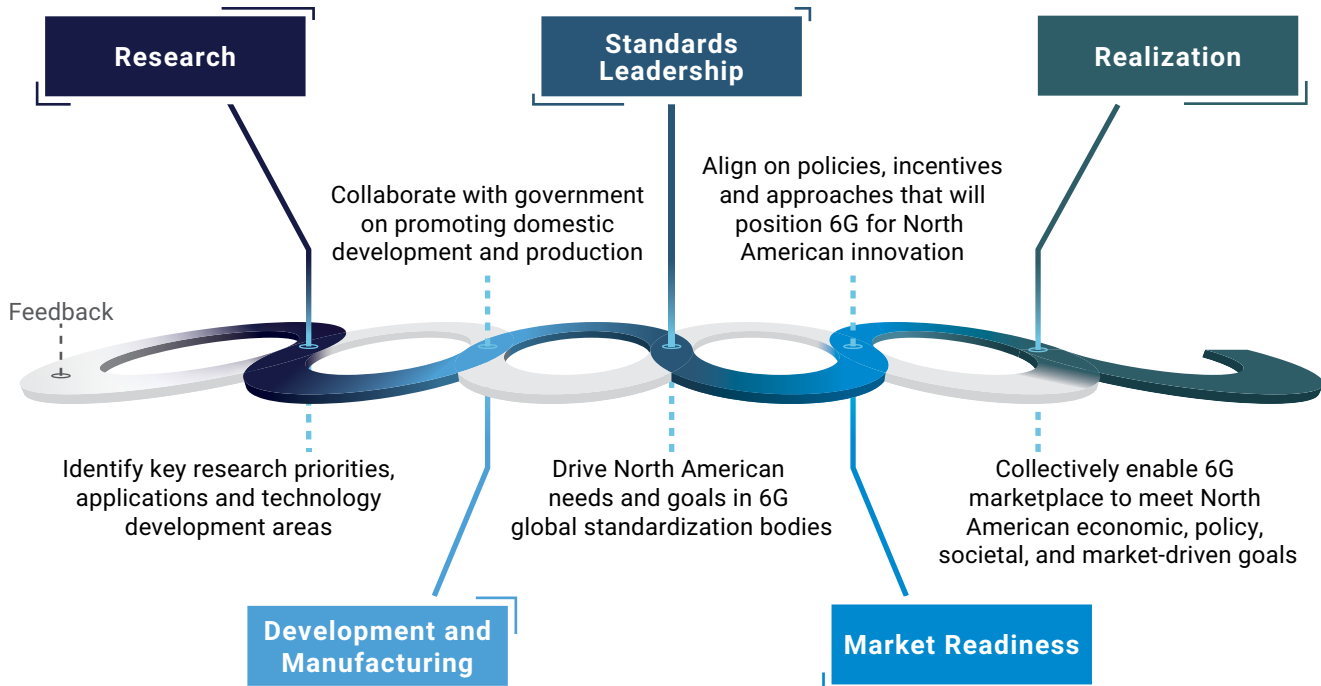 Research
Standards
Leadership
Realization
Collaborate with government
on promoting domestic
development and production
Align on policies, incentives
and approaches that will
position 6G for North
American innovation
Feedback
Identify key research priorities,
applications and technology
development areas
Drive North American
needs and goals in 6G
global standardization bodies
Collectively enable 6G
marketplace to meet North
American economic, policy,
societal, and market-driven goals
Development and
Manufacturing
Market Readiness